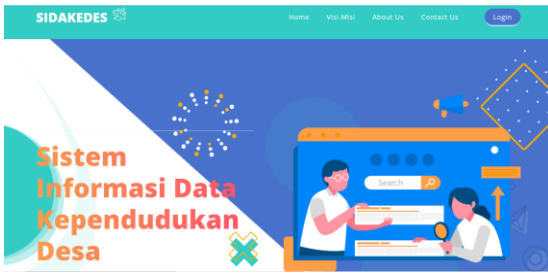 SIDAKEDES
Home Visi-Misi About Us Contact Us Login
Sistem
Informasi Data
Kependudukan
Desa
Search